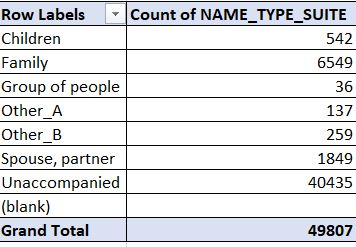 Row Labels Count of NAME_TYPE_SUITE
Children 542
Family 6549
Group of people 36
Other_A 137
Other_B 259
Spouse, partner 1849
Unaccompanied 40435
(blank)
Grand Total 49807